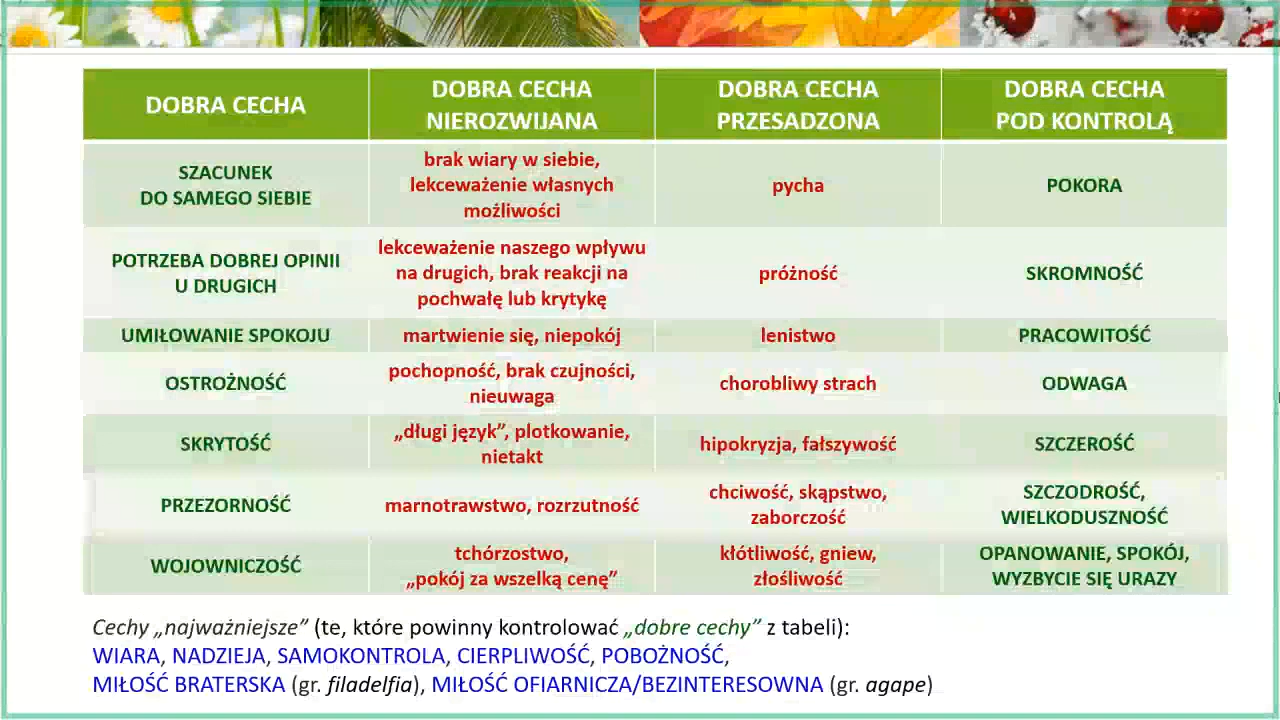 DOBRA CECHA
DOBRA CECHA
NIEROZWIJANA
DOBRA CECHA
PRZESADZONA
DOBRA CECHA
POD KONTROLĄ
SZACUNEK
DO SAMEGO SIEBIE
brak wiary w siebie,
lekceważenie własnych
możliwości
pycha
POKORA
POTRZEBA DOBREJ OPINII
U DRUGICH
lekceważenie naszego wpływu
na drugich, brak reakcji na
pochwałę lub krytykę
próżność
SKROMNOŚĆ
UMIŁOWANIE SPOKOJU
martwienie się, niepokój
lenistwo
PRACOWITOŚĆ
OSTROŻNOŚĆ
pochopność, brak czujności,
nieuwaga
chorobliwy strach
ODWAGA
SKRYTOŚĆ
„długi język”, plotkowanie,
nietakt
hipokryzja, fałszywość
SZCZEROŚĆ
PRZEZORNOŚĆ
marnotrawstwo, rozrzutność
chciwość, skąpstwo,
zaborczość
SZCZODROŚĆ,
WIELKODUSZNOŚĆ
WOJOWNICZOŚĆ
tchórzostwo,
„pokój za wszelką cenę”
kłótliwość, gniew,
złośliwość
OPANOWANIE, SPOKÓJ,
WYZBYCIE SIĘ URAZY
Cechy „najważniejsze” (te, które powinny kontrolować „dobre cechy” z tabeli):
WIARA, NADZIEJA, SAMOKONTROLA, CIERPLIWOŚĆ, POBOŻNOŚĆ,
MIŁOŚĆ BRATERSKA (gr. filadelfia), MIŁOŚĆ OFIARNICZA/BEZINTERESOWNA (gr. agape)